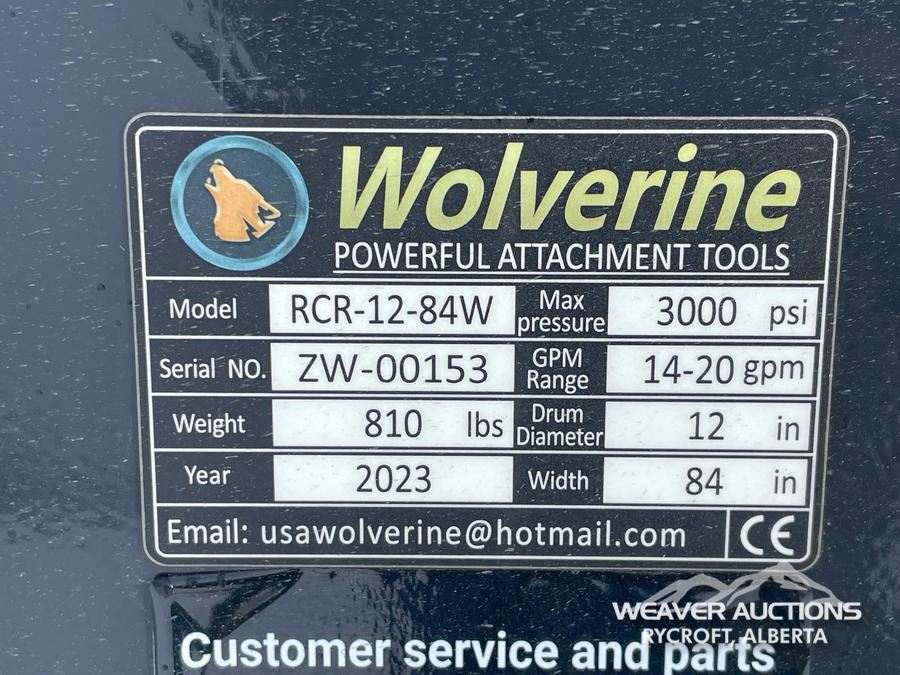 Wolverine
POWERFUL ATTACHMENT TOOLS
Model RCR-12-84W Max pressure 3000 psi
Serial NO. ZW-00153 GPM Range 14-20 gpm
Weight 810 lbs Drum Diameter 12 in
Year 2023 Width 84 in
Email: usawolverine@hotmail.com CE
WEAVER AUCTIONS
RYCROFT, ALBERTA
Customer service and parts